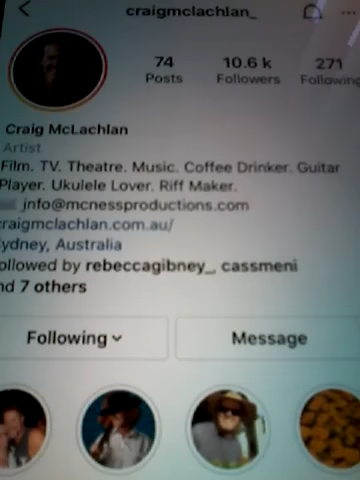 craigmclachlan_
74 10.6 k 271
Posts Followers Following
Craig McLachlan
Artist
Film. TV. Theatre. Music. Coffee Drinker. Guitar
Player. Ukulele Lover. Riff Maker.
info@mcnessproductions.com
craigmclachlan.com.au/
Sydney, Australia
ollowed by rebeccagibney_, cassmeni
nd 7 others
Following Message